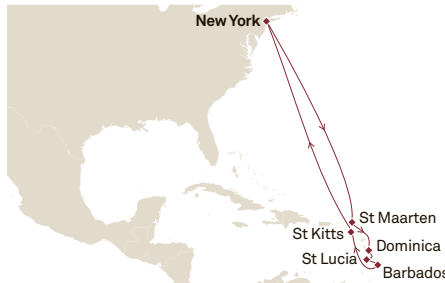 New York
St Maarten
St Kitts
Dominica
St Lucia
Barbados